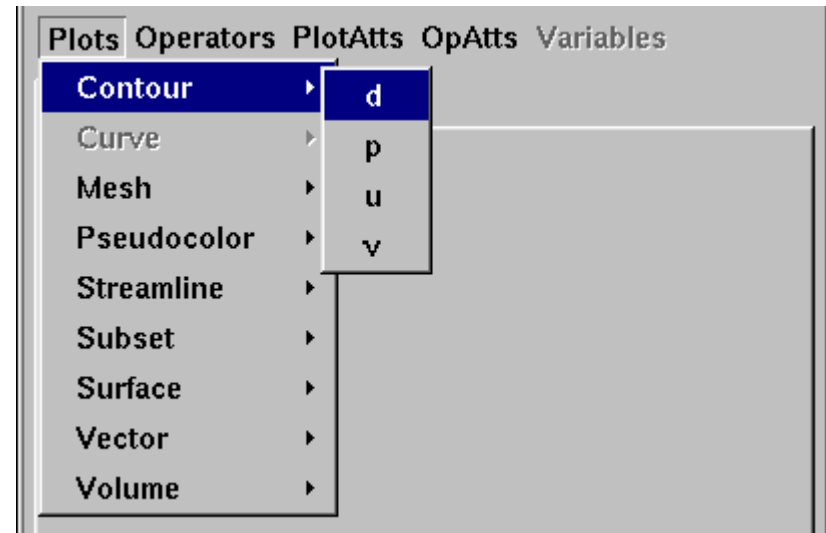 Plots Operators PlotAtts OpAtts Variables
Contour
d
Curve
p
Mesh
u
Pseudocolor
v
Streamline
Subset
Surface
Vector
Volume